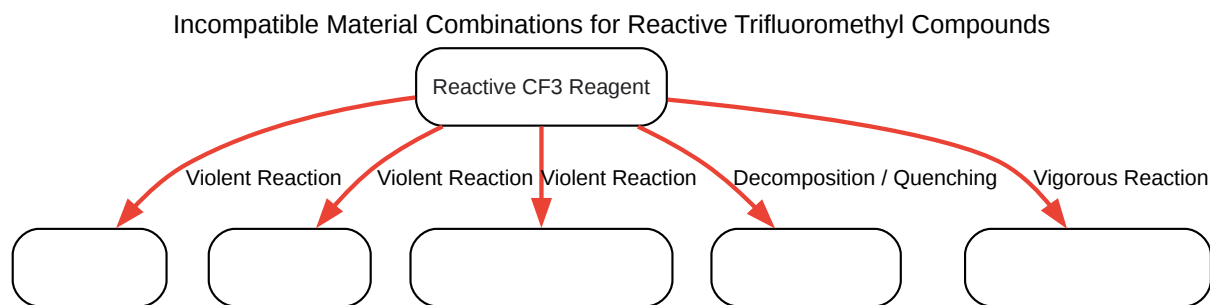 Incompatible Material Combinations for Reactive Trifluoromethyl Compounds
Reactive CF3 Reagent
Violent Reaction
Violent Reaction
Violent Reaction
Decomposition / Quenching
Vigorous Reaction